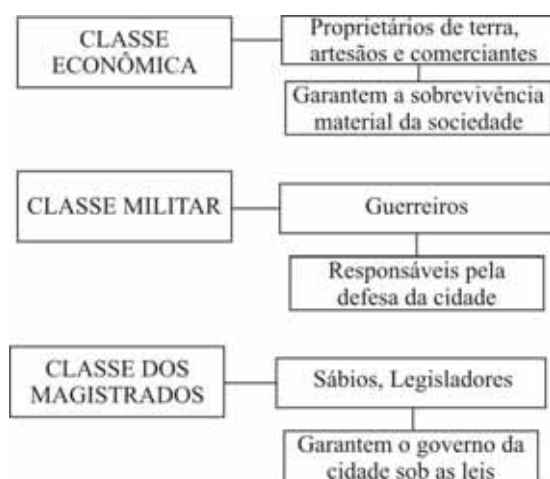 CLASSE
ECONÔMICA
Proprietários de terra,
artesãos e comerciantes
Garantem a sobrevivência
material da sociedade
CLASSE MILITAR
Guerreiros
Responsáveis pela
defesa da cidade
CLASSE DOS
MAGISTRADOS
Sábios, Legisladores
Garantem o governo da
cidade sob as leis